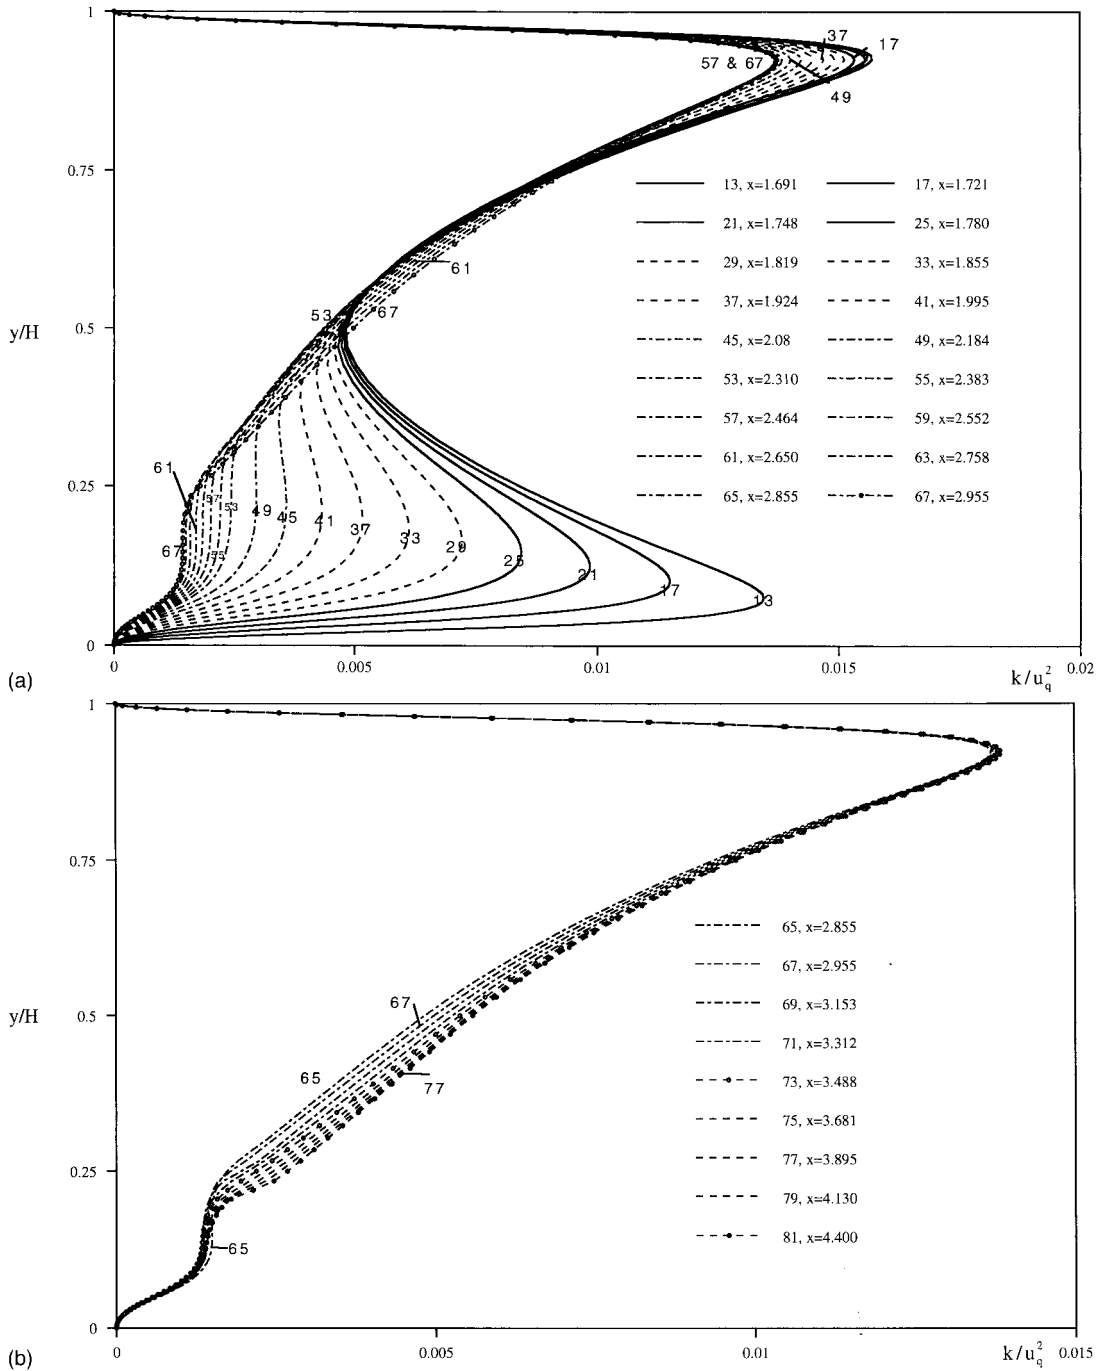 1
37
17
57 & 67
49
0.75
13, x=1.691
17, x=1.721
21, x=1.748
25, x=1.780
61
29, x=1.819
33, x=1.855
37, x=1.924
41, x=1.995
53
67
y/H
0.5
45, x=2.08
49, x=2.184
53, x=2.310
55, x=2.383
57, x=2.464
59, x=2.552
61
61, x=2.650
63, x=2.758
0.25
57
53
49
45
41
37
33
29
25
21
17
13
65, x=2.855
67, x=2.955
67
55
0
0
0.005
0.01
0.015
0.02
(a)
k/u_q^2
1
0.75
65, x=2.855
67, x=2.955
67
y/H
0.5
69, x=3.153
71, x=3.312
65
77
73, x=3.488
75, x=3.681
0.25
77, x=3.895
79, x=4.130
65
81, x=4.400
0
0
0.005
0.01
0.015
(b)
k/u_q^2